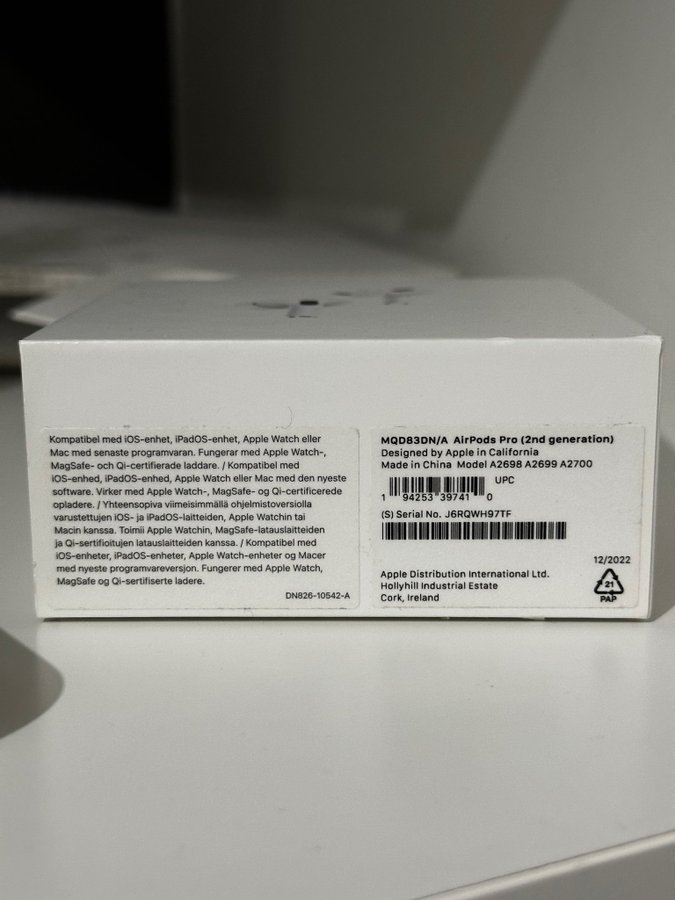 Kompatibel med iOS-enhet, iPadOS-enhet, Apple Watch eller
Mac med senaste programvaran. Fungerar med Apple Watch-,
MagSafe- och Qi-certifierade laddare. / Kompatibel med
iOS-enhed, iPadOS-enhed, Apple Watch eller Mac med den nyeste
software. Virker med Apple Watch-, MagSafe- og Qi-certificerede
opladere. / Yhteensopiva viimeisimmällä ohjelmistoversiolla
varustettujen iOS- ja iPadOS-laitteiden, Apple Watchin tai
Macin kanssa. Toimii Apple Watchin, MagSafe-latauslaitteiden
ja Qi-sertifioitujen latauslaitteiden kanssa. / Kompatibel med
iOS-enheter, iPadOS-enheter, Apple Watch-enheter og Macer
med nyeste programvareversjon. Fungerer med Apple Watch,
MagSafe og Qi-sertifiserte ladere.
DN826-10542-A
MQD83DN/A AirPods Pro (2nd generation)
Designed by Apple in California
Made in China Model A2698 A2699 A2700
UPC
1 94253 39741 0
(S) Serial No. J6RQWH97TF
12/2022
Apple Distribution International Ltd.
Hollyhill Industrial Estate
Cork, Ireland
21
PAP